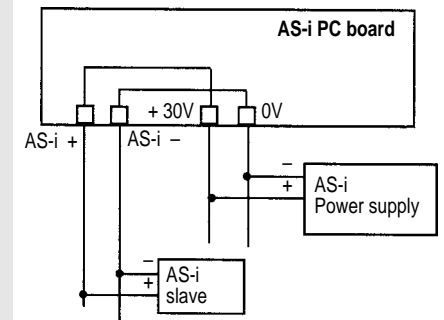 AS-i PC board
+ 30V
0V
AS-i +
AS-i –
–
+
AS-i
Power supply
–
+
AS-i
slave